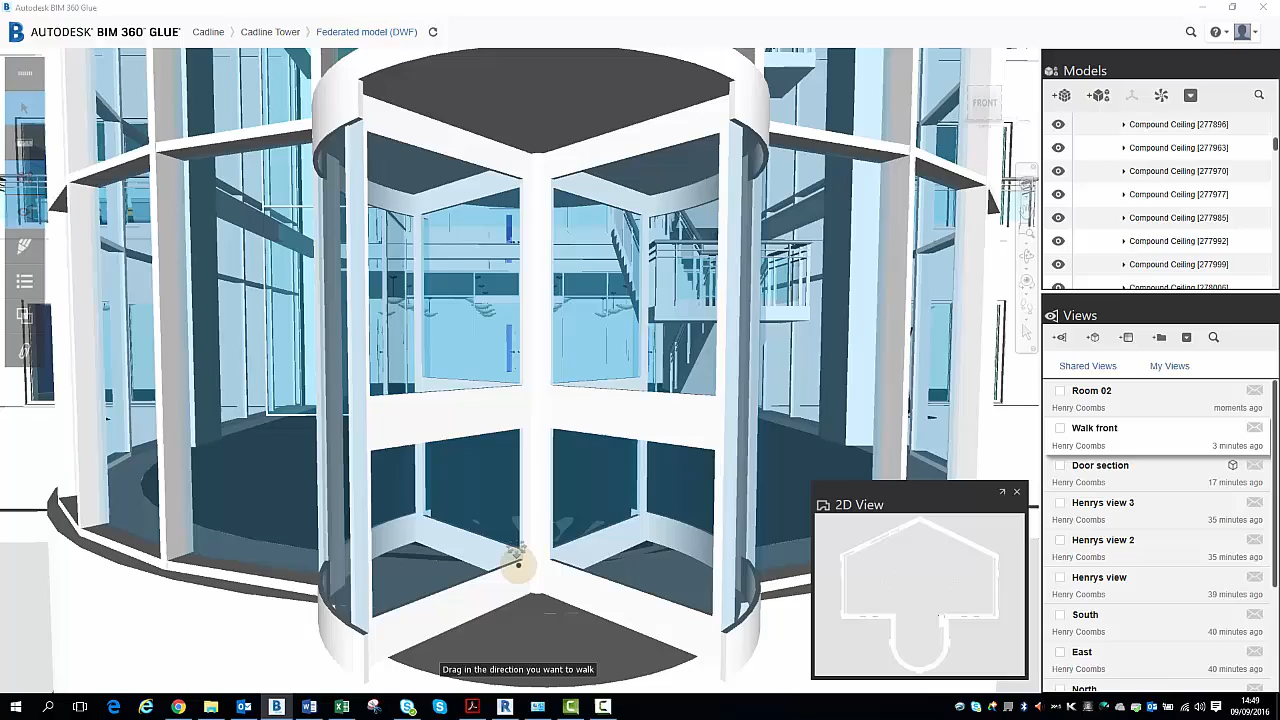 Autodesk BIM 360 Glue
AUTODESK® BIM 360™ GLUE®
Cadline
Cadline Tower
Federated model (DWF)
FRONT
Models
Compound Ceiling [277896]
Compound Ceiling [277963]
Compound Ceiling [277970]
Compound Ceiling [277977]
Compound Ceiling [277985]
Compound Ceiling [277992]
Compound Ceiling [277999]
Compound Ceiling [278006]
Views
Shared Views
My Views
Room 02
Henry Coombs
moments ago
Walk front
Henry Coombs
3 minutes ago
Door section
Henry Coombs
17 minutes ago
Henrys view 3
Henry Coombs
35 minutes ago
Henrys view 2
Henry Coombs
35 minutes ago
Henrys view
Henry Coombs
39 minutes ago
South
Henry Coombs
40 minutes ago
East
Henry Coombs
40 minutes ago
North
2D View
Drag in the direction you want to walk
14:49
09/09/2016